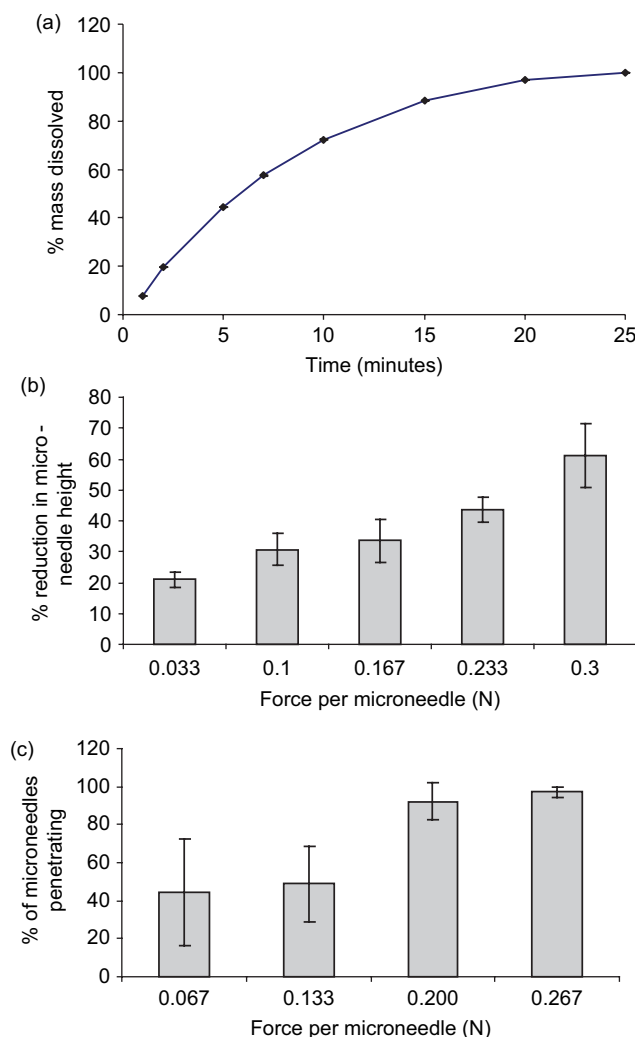 (a)
120
100
80
60
40
20
0
% mass dissolved
0 5 10 15 20 25
Time (minutes)
(b)
80
70
60
50
40
30
20
10
0
% reduction in micro-
needle height
0.033 0.1 0.167 0.233 0.3
Force per microneedle (N)
(c)
120
100
80
60
40
20
0
% of microneedles
penetrating
0.067 0.133 0.200 0.267
Force per microneedle (N)